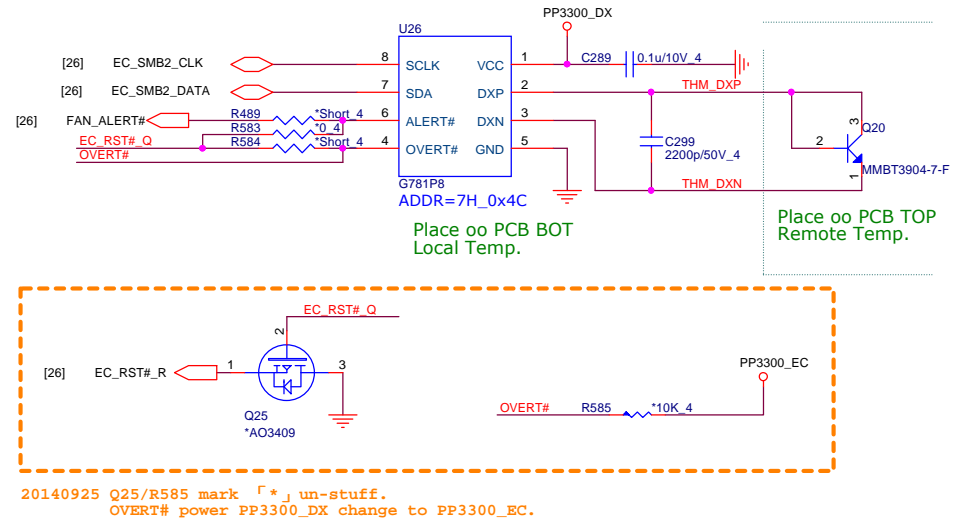 PP3300_DX
U26
[26] EC_SMB2_CLK 8 SCLK VCC 1 C289 0.1u/10V_4
[26] EC_SMB2_DATA 7 SDA DXP 2 THM_DXP
[26] FAN_ALERT# R489 *Short_4 6 ALERT# DXN 3
R583 *0_4
EC_RST#_Q R584 *Short_4 4 OVERT# GND 5
OVERT#
C299
2200p/50V_4
3 Q20
2
1 MMBT3904-7-F
G781P8
ADDR=7H_0x4C
THM_DXN
Place oo PCB BOT
Local Temp.
Place oo PCB TOP
Remote Temp.
EC_RST#_Q
2
[26] EC_RST#_R 1 3
Q25
*AO3409
PP3300_EC
OVERT# R585 *10K_4
20140925 Q25/R585 mark 「*」un-stuff.
OVERT# power PP3300_DX change to PP3300_EC.